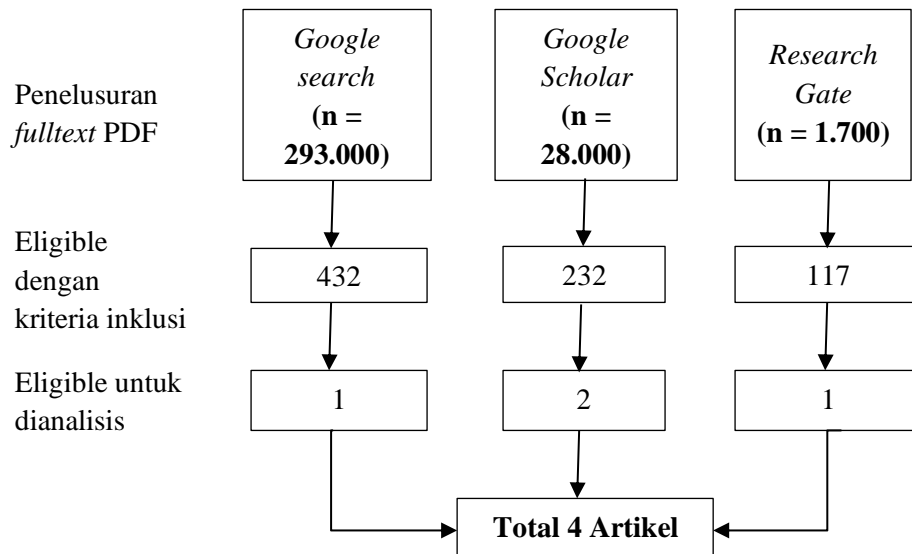 Penelusuran
fulltext PDF
Google
search
(n =
293.000)
Google
Scholar
(n =
28.000)
Research
Gate
(n = 1.700)
Eligible
dengan
kriteria inklusi
432
232
117
Eligible untuk
dianalisis
1
2
1
Total 4 Artikel